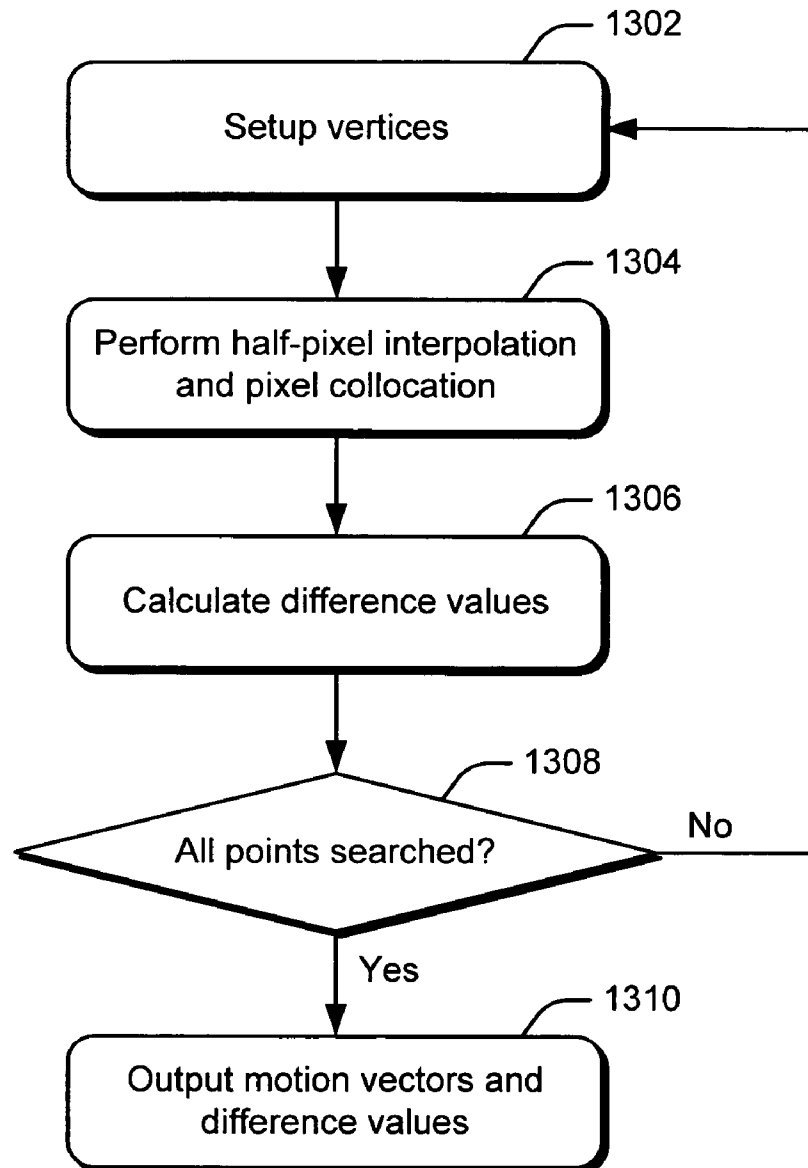 1302
Setup vertices
1304
Perform half-pixel interpolation
and pixel collocation
1306
Calculate difference values
1308
All points searched?
No
Yes
1310
Output motion vectors and
difference values